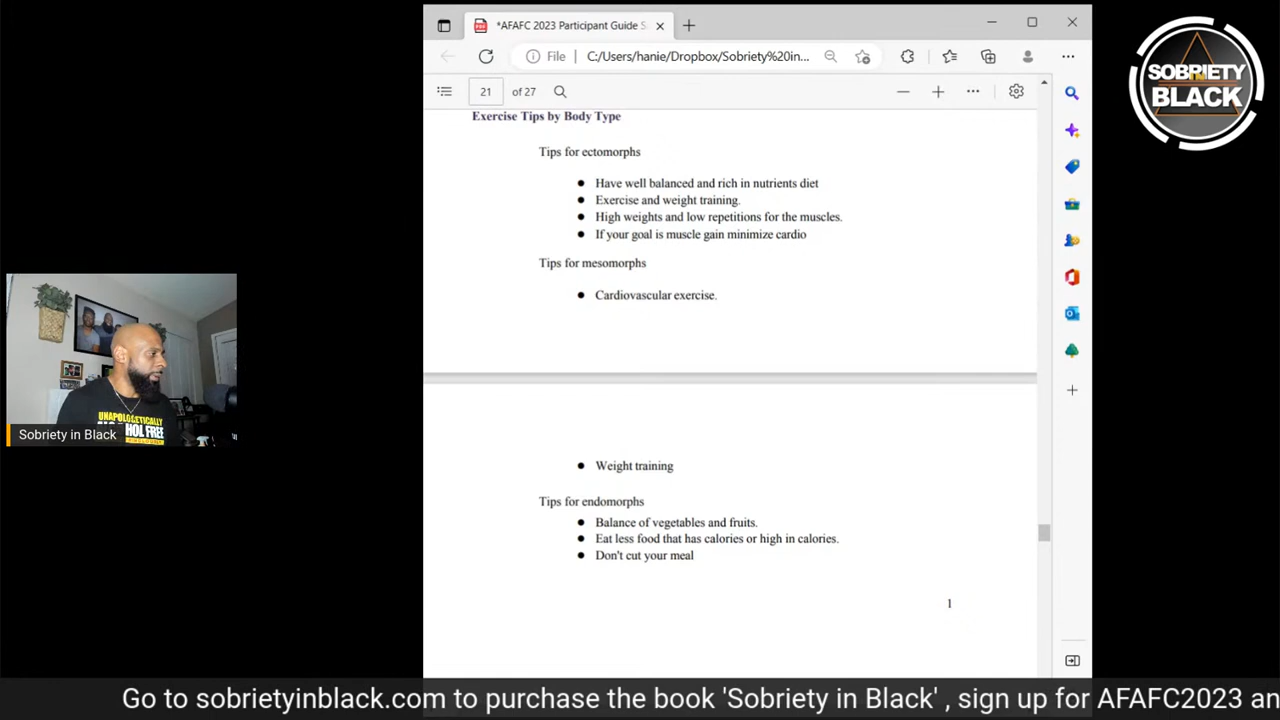 *AFAFC 2023 Participant Guide S
File
C:/Users/hanie/Dropbox/Sobriety%20in...
21 of 27
SOBRIETY
IN
BLACK
Exercise Tips by Body Type
Tips for ectomorphs
● Have well balanced and rich in nutrients diet
● Exercise and weight training.
● High weights and low repetitions for the muscles.
● If your goal is muscle gain minimize cardio
Tips for mesomorphs
● Cardiovascular exercise.
● Weight training
Tips for endomorphs
● Balance of vegetables and fruits.
● Eat less food that has calories or high in calories.
● Don't cut your meal
1
UNAPOLOGETICALLY
HOL FREE
Sobriety in Black
Go to sobrietyinblack.com to purchase the book 'Sobriety in Black' , sign up for AFAFC2023 an